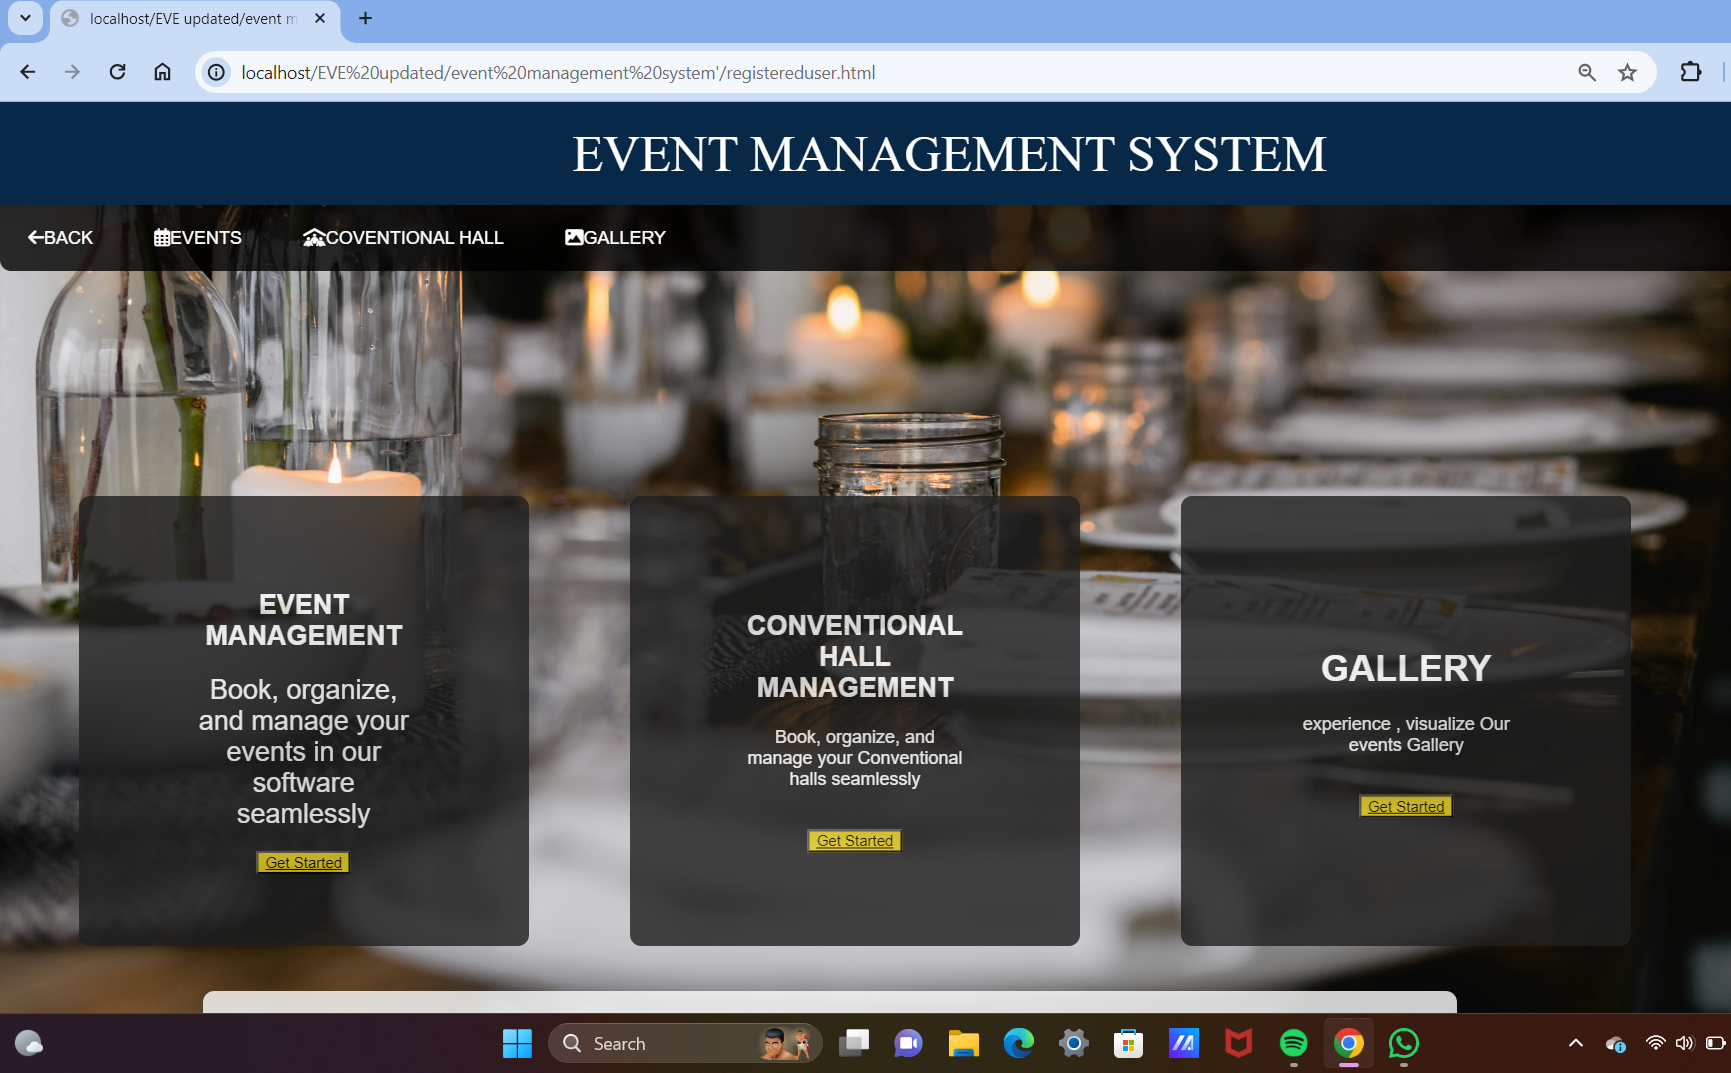 localhost/EVE updated/event m
localhost/EVE%20updated/event%20management%20system'/registereduser.html
EVENT MANAGEMENT SYSTEM
BACK
EVENTS
COVENTIONAL HALL
GALLERY
EVENT
MANAGEMENT
Book, organize,
and manage your
events in our
software
seamlessly
Get Started
CONVENTIONAL
HALL
MANAGEMENT
Book, organize, and
manage your Conventional
halls seamlessly
Get Started
GALLERY
experience , visualize Our
events Gallery
Get Started
Search